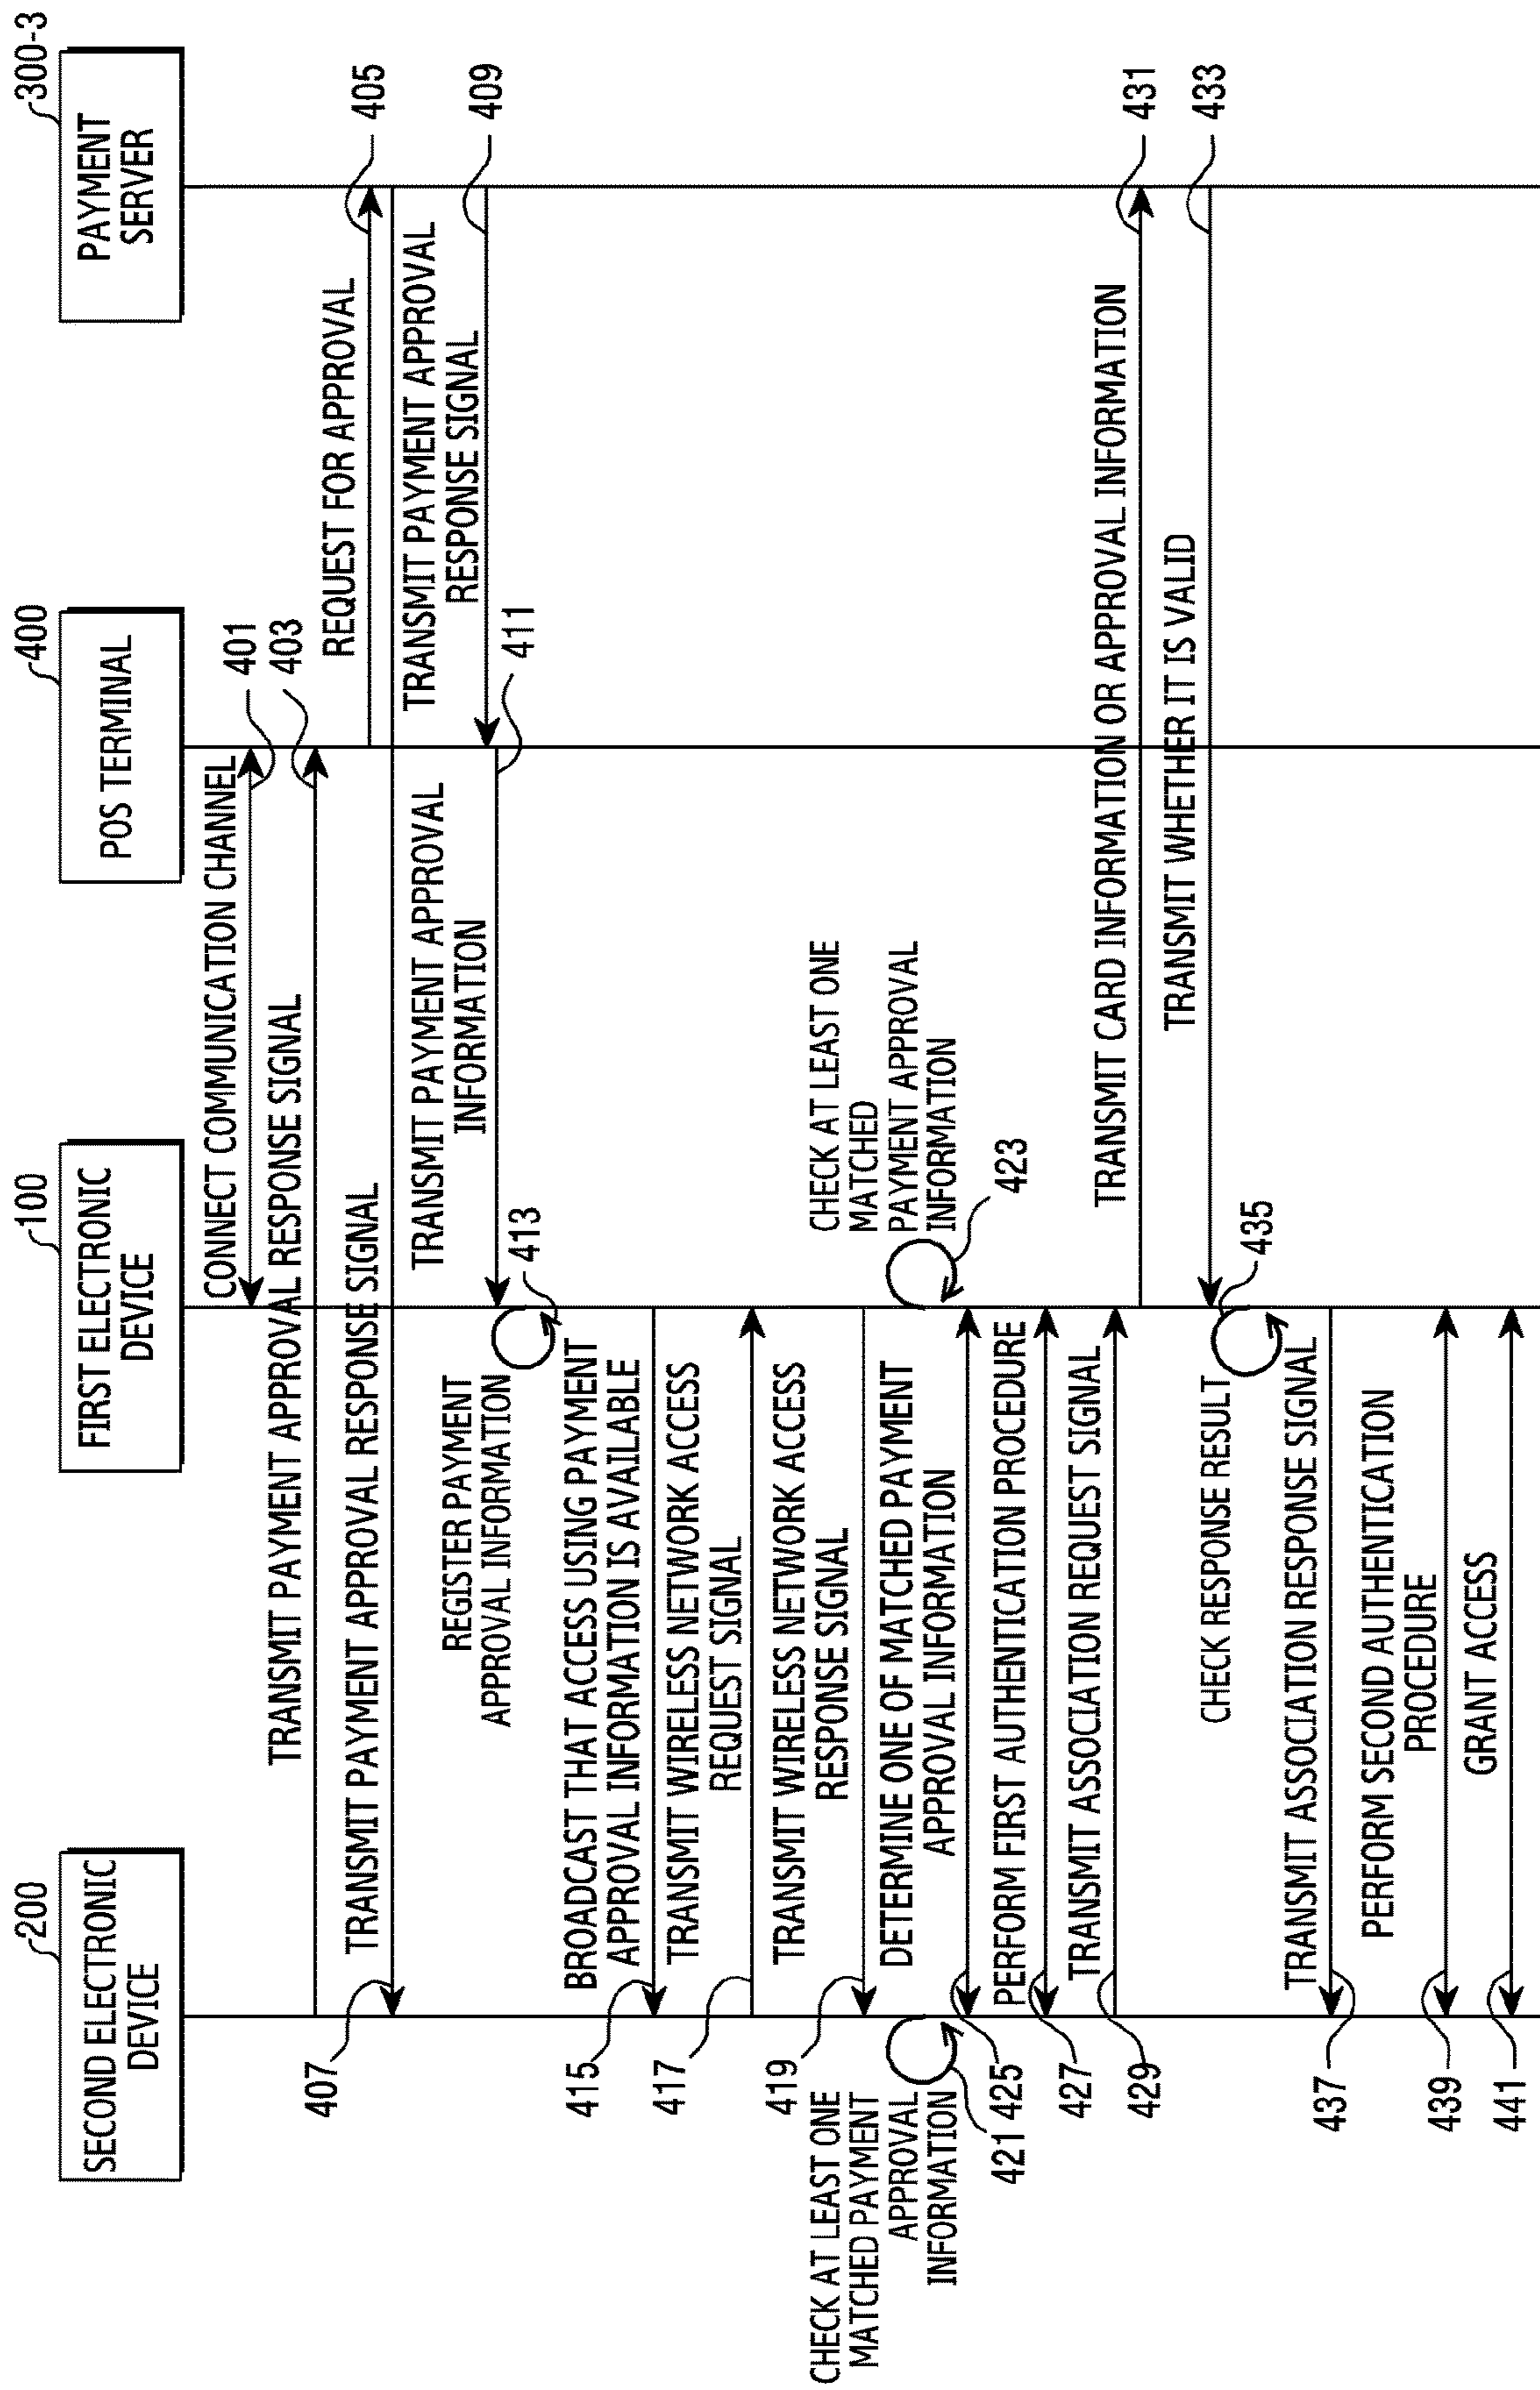 200
SECOND ELECTRONIC
DEVICE
100
FIRST ELECTRONIC
DEVICE
400
POS TERMINAL
300-3
PAYMENT
SERVER
CONNECT COMMUNICATION CHANNEL
401
TRANSMIT PAYMENT APPROVAL RESPONSE SIGNAL
403
REQUEST FOR APPROVAL
405
407
TRANSMIT PAYMENT APPROVAL RESPONSE SIGNAL
TRANSMIT PAYMENT APPROVAL
RESPONSE SIGNAL
409
TRANSMIT PAYMENT APPROVAL
INFORMATION
411
REGISTER PAYMENT
APPROVAL INFORMATION
413
415
BROADCAST THAT ACCESS USING PAYMENT
APPROVAL INFORMATION IS AVAILABLE
417
TRANSMIT WIRELESS NETWORK ACCESS
REQUEST SIGNAL
419
TRANSMIT WIRELESS NETWORK ACCESS
RESPONSE SIGNAL
CHECK AT LEAST ONE
MATCHED PAYMENT
APPROVAL
INFORMATION
421
CHECK AT LEAST ONE
MATCHED
PAYMENT APPROVAL
INFORMATION
423
DETERMINE ONE OF MATCHED PAYMENT
APPROVAL INFORMATION
425
PERFORM FIRST AUTHENTICATION PROCEDURE
427
TRANSMIT ASSOCIATION REQUEST SIGNAL
429
TRANSMIT CARD INFORMATION OR APPROVAL INFORMATION
431
TRANSMIT WHETHER IT IS VALID
433
CHECK RESPONSE RESULT
435
TRANSMIT ASSOCIATION RESPONSE SIGNAL
437
PERFORM SECOND AUTHENTICATION
PROCEDURE
439
GRANT ACCESS
441